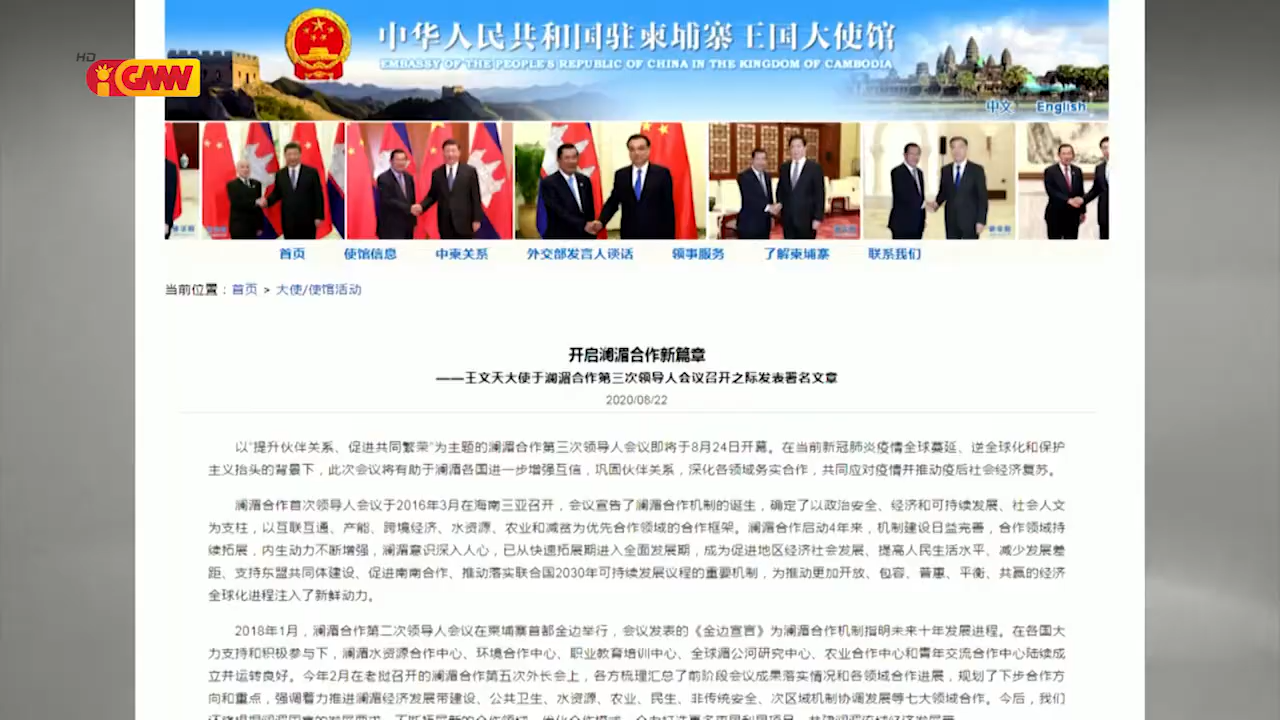 HD
CNW
中华人民共和国驻柬埔寨王国大使馆
EMBASSY OF THE PEOPLE'S REPUBLIC OF CHINA IN THE KINGDOM OF CAMBODIA
中文 English
首页 使馆信息 中柬关系 外交部发言人谈话 领事服务 了解柬埔寨 联系我们
当前位置：首页 > 大使/使馆活动
开启澜湄合作新篇章
——王文天大使于澜湄合作第三次领导人会议召开之际发表署名文章
2020/08/22
以“提升伙伴关系、促进共同繁荣”为主题的澜湄合作第三次领导人会议即将于8月24日开幕。在当前新冠肺炎疫情全球蔓延、逆全球化和保护
主义抬头的背景下，此次会议将有助于澜湄各国进一步增强互信，巩固伙伴关系，深化各领域务实合作，共同应对疫情并推动疫后社会经济复苏。
澜湄合作首次领导人会议于2016年3月在海南三亚召开，会议宣告了澜湄合作机制的诞生，确定了以政治安全、经济和可持续发展、社会人文
为支柱，以互联互通、产能、跨境经济、水资源、农业和减贫为优先合作领域的合作框架。澜湄合作启动4年来，机制建设日益完善，合作领域持
续拓展，内生动力不断增强，澜湄意识深入人心，已从快速拓展期进入全面发展期，成为促进地区经济社会发展、提高人民生活水平、减少发展差
距、支持东盟共同体建设、促进南南合作、推动落实联合国2030年可持续发展议程的重要机制，为推动更加开放、包容、普惠、平衡、共赢的经济
全球化进程注入了新鲜动力。
2018年1月，澜湄合作第二次领导人会议在柬埔寨首都金边举行，会议发表的《金边宣言》为澜湄合作机制指明未来十年发展进程。在各国大
力支持和积极参与下，澜湄水资源合作中心、环境合作中心、职业教育培训中心、全球湄公河研究中心、农业合作中心和青年交流合作中心陆续成
立并运转良好。今年2月在老挝召开的澜湄合作第五次外长会上，各方梳理汇总了前阶段会议成果落实情况和各领域合作进展，规划了下步合作方
向和重点，强调着力推进澜湄经济发展带建设、公共卫生、水资源、农业、民生、非传统安全、次区域机制协调发展等七大领域合作。今后，我们